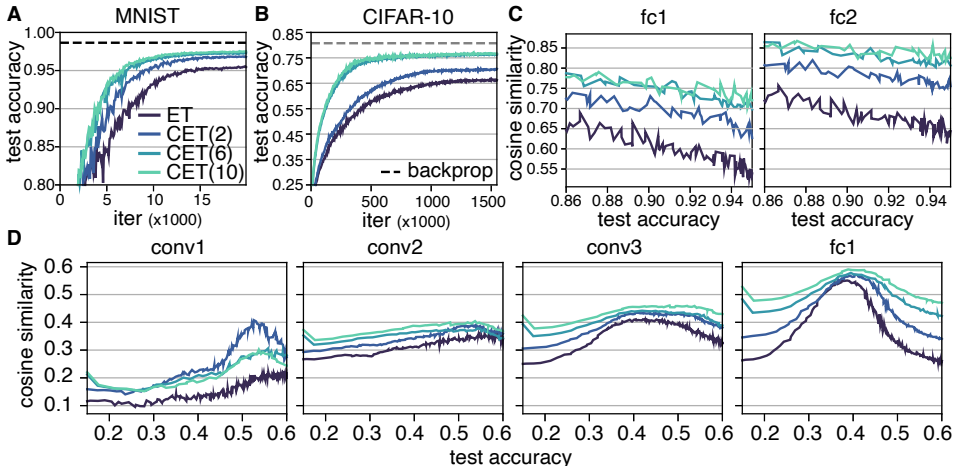 A MNIST
test accuracy
1.00
0.95
0.90
0.85
0.80
0 5 10 15
iter (x1000)
ET
CET(2)
CET(6)
CET(10)
B CIFAR-10
test accuracy
0.85
0.75
0.65
0.55
0.45
0.35
0.25
0 500 1000 1500
iter (x1000)
backprop
C fc1 fc2
cosine similarity
0.85
0.80
0.75
0.70
0.65
0.60
0.55
0.86 0.88 0.90 0.92 0.94
test accuracy
0.86 0.88 0.90 0.92 0.94
test accuracy
D conv1 conv2 conv3 fc1
cosine similarity
0.6
0.5
0.4
0.3
0.2
0.1
0.2 0.3 0.4 0.5 0.6
0.2 0.3 0.4 0.5 0.6
0.2 0.3 0.4 0.5 0.6
0.2 0.3 0.4 0.5 0.6
test accuracy